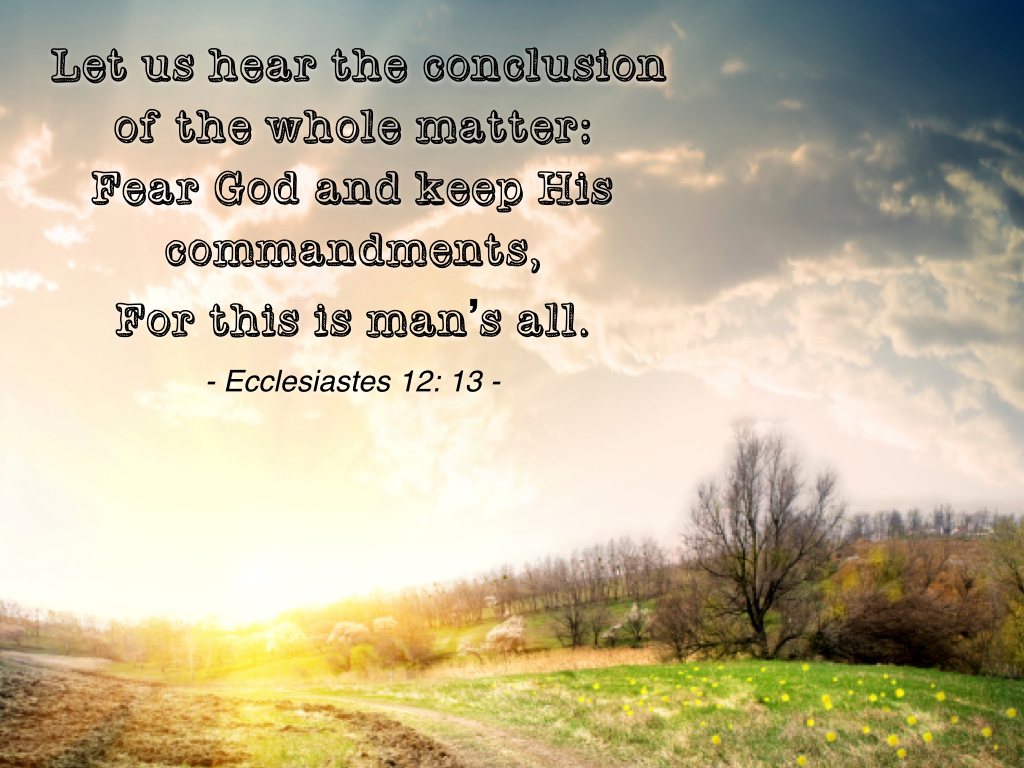 Let us hear the conclusion
of the whole matter:
Fear God and keep His
commandments,
For this is man’s all.
- Ecclesiastes 12: 13 -